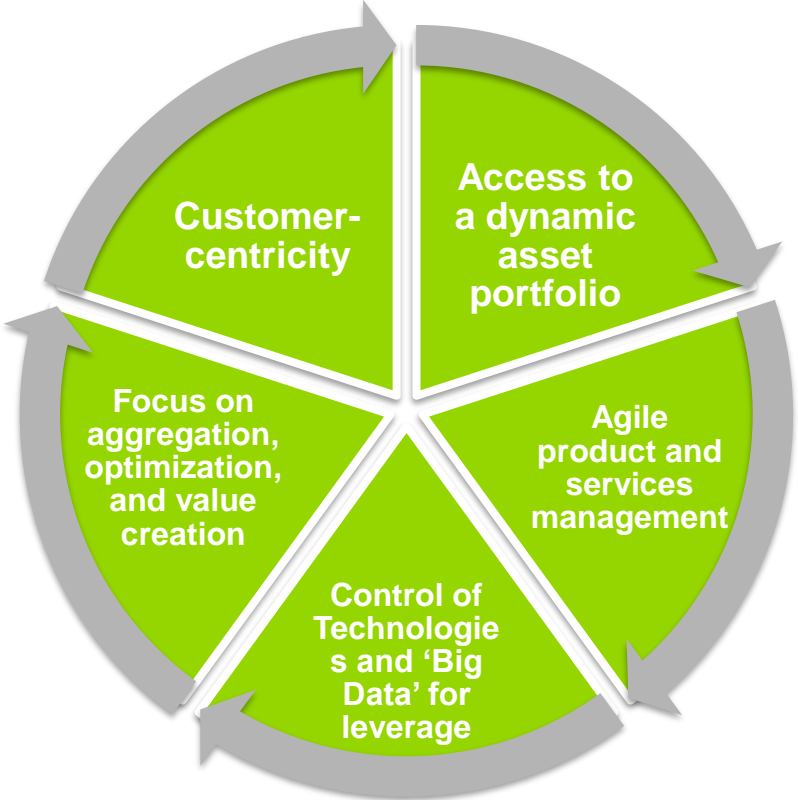 Customer-
centricity
Access to
a dynamic
asset
portfolio
Focus on
aggregation,
optimization,
and value
creation
Agile
product and
services
management
Control of
Technologie
s and ‘Big
Data’ for
leverage